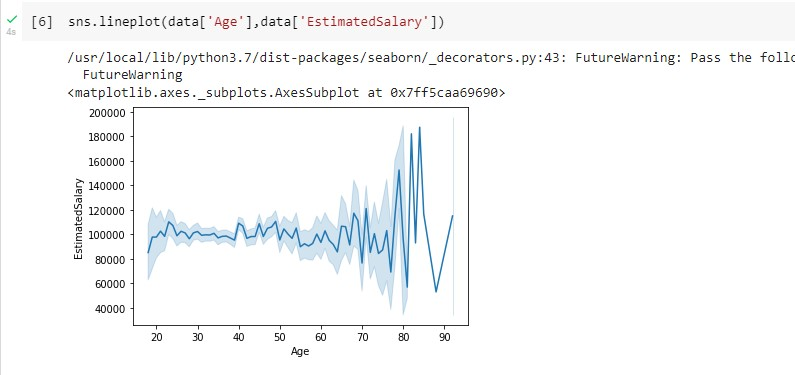 [6] sns.lineplot(data['Age'],data['EstimatedSalary'])
4s
/usr/local/lib/python3.7/dist-packages/seaborn/_decorators.py:43: FutureWarning: Pass the follo
FutureWarning
<matplotlib.axes._subplots.AxesSubplot at 0x7ff5caa69690>
200000
180000
160000
140000
120000
100000
80000
60000
40000
EstimatedSalary
20 30 40 50 60 70 80 90
Age